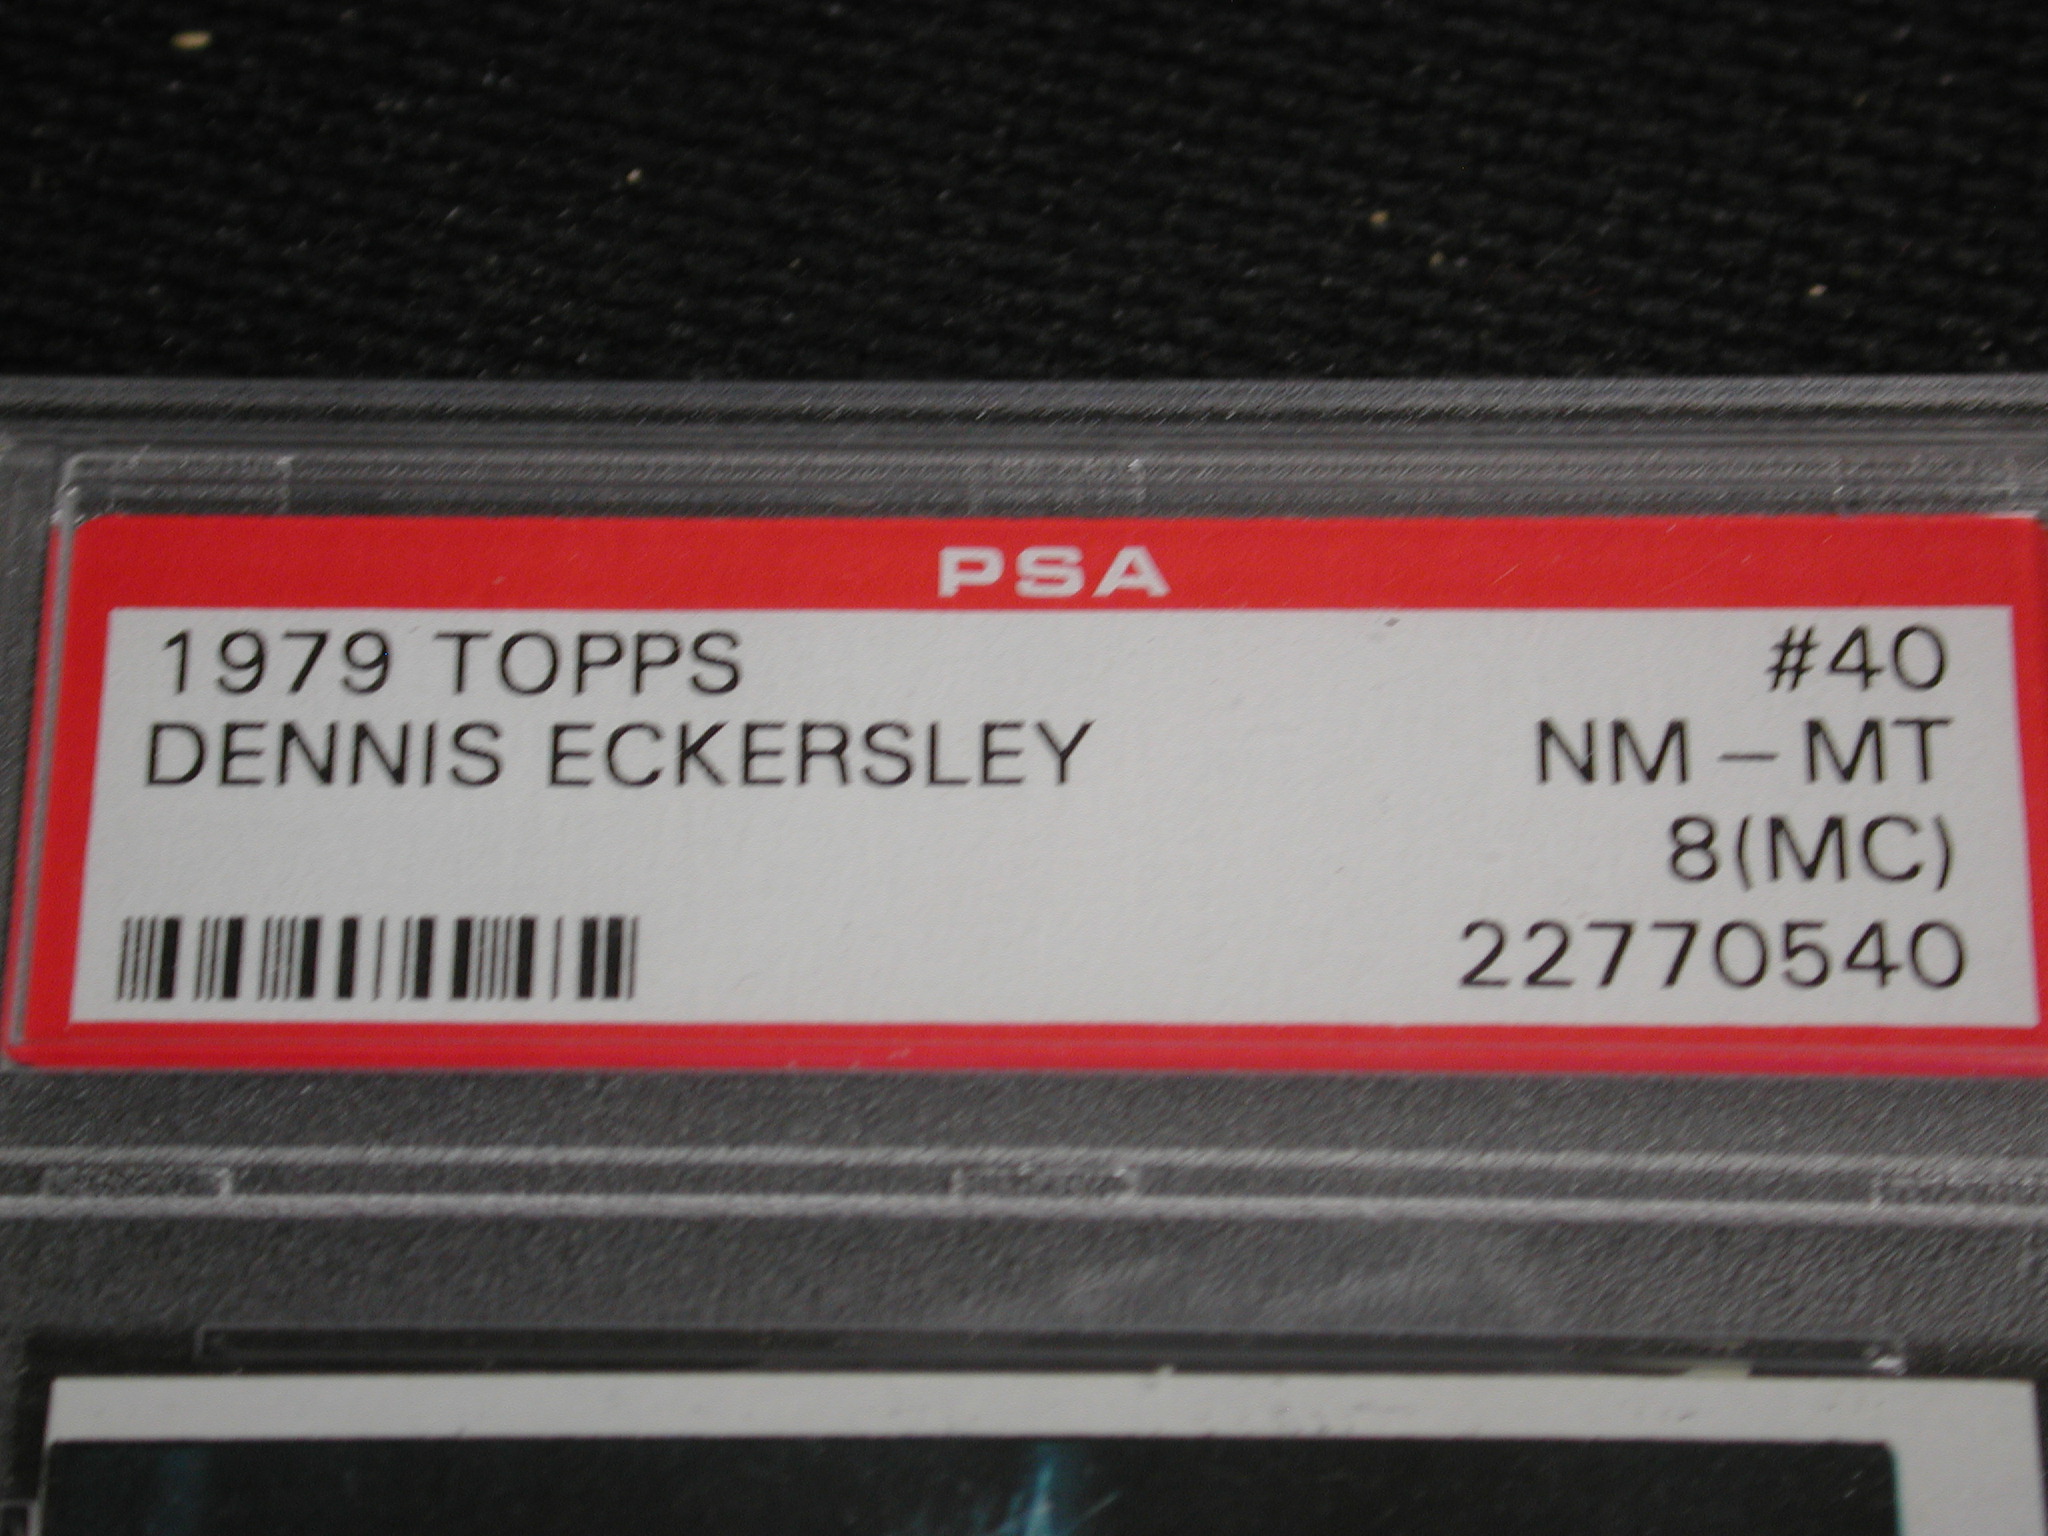 PSA
1979 TOPPS #40
DENNIS ECKERSLEY NM - MT
8(MC)
22770540